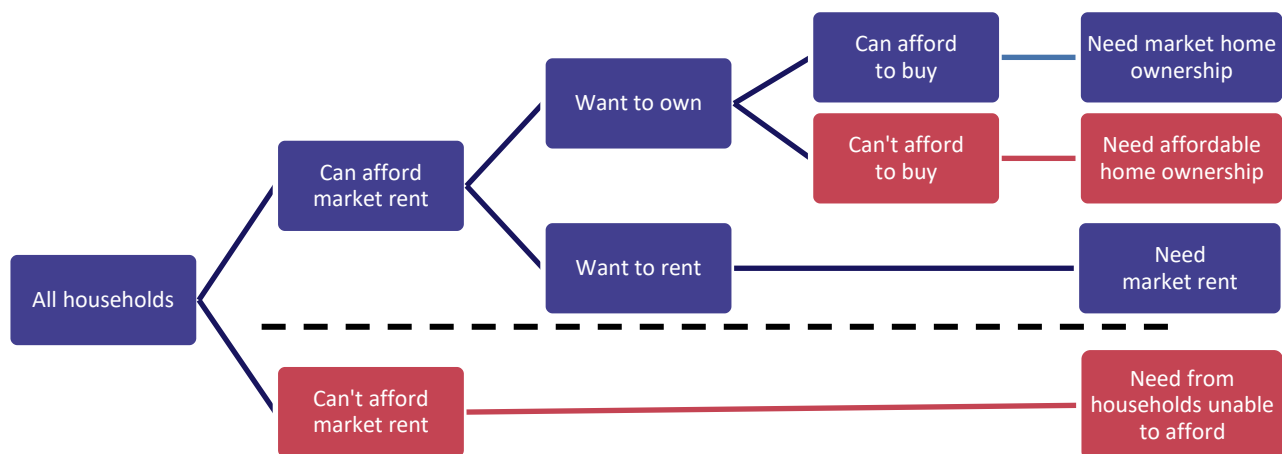 Can afford
to buy
Need market home
ownership
Want to own
Can't afford
to buy
Need affordable
home ownership
Can afford
market rent
Want to rent
Need
market rent
All households
Can't afford
market rent
Need from
households unable
to afford